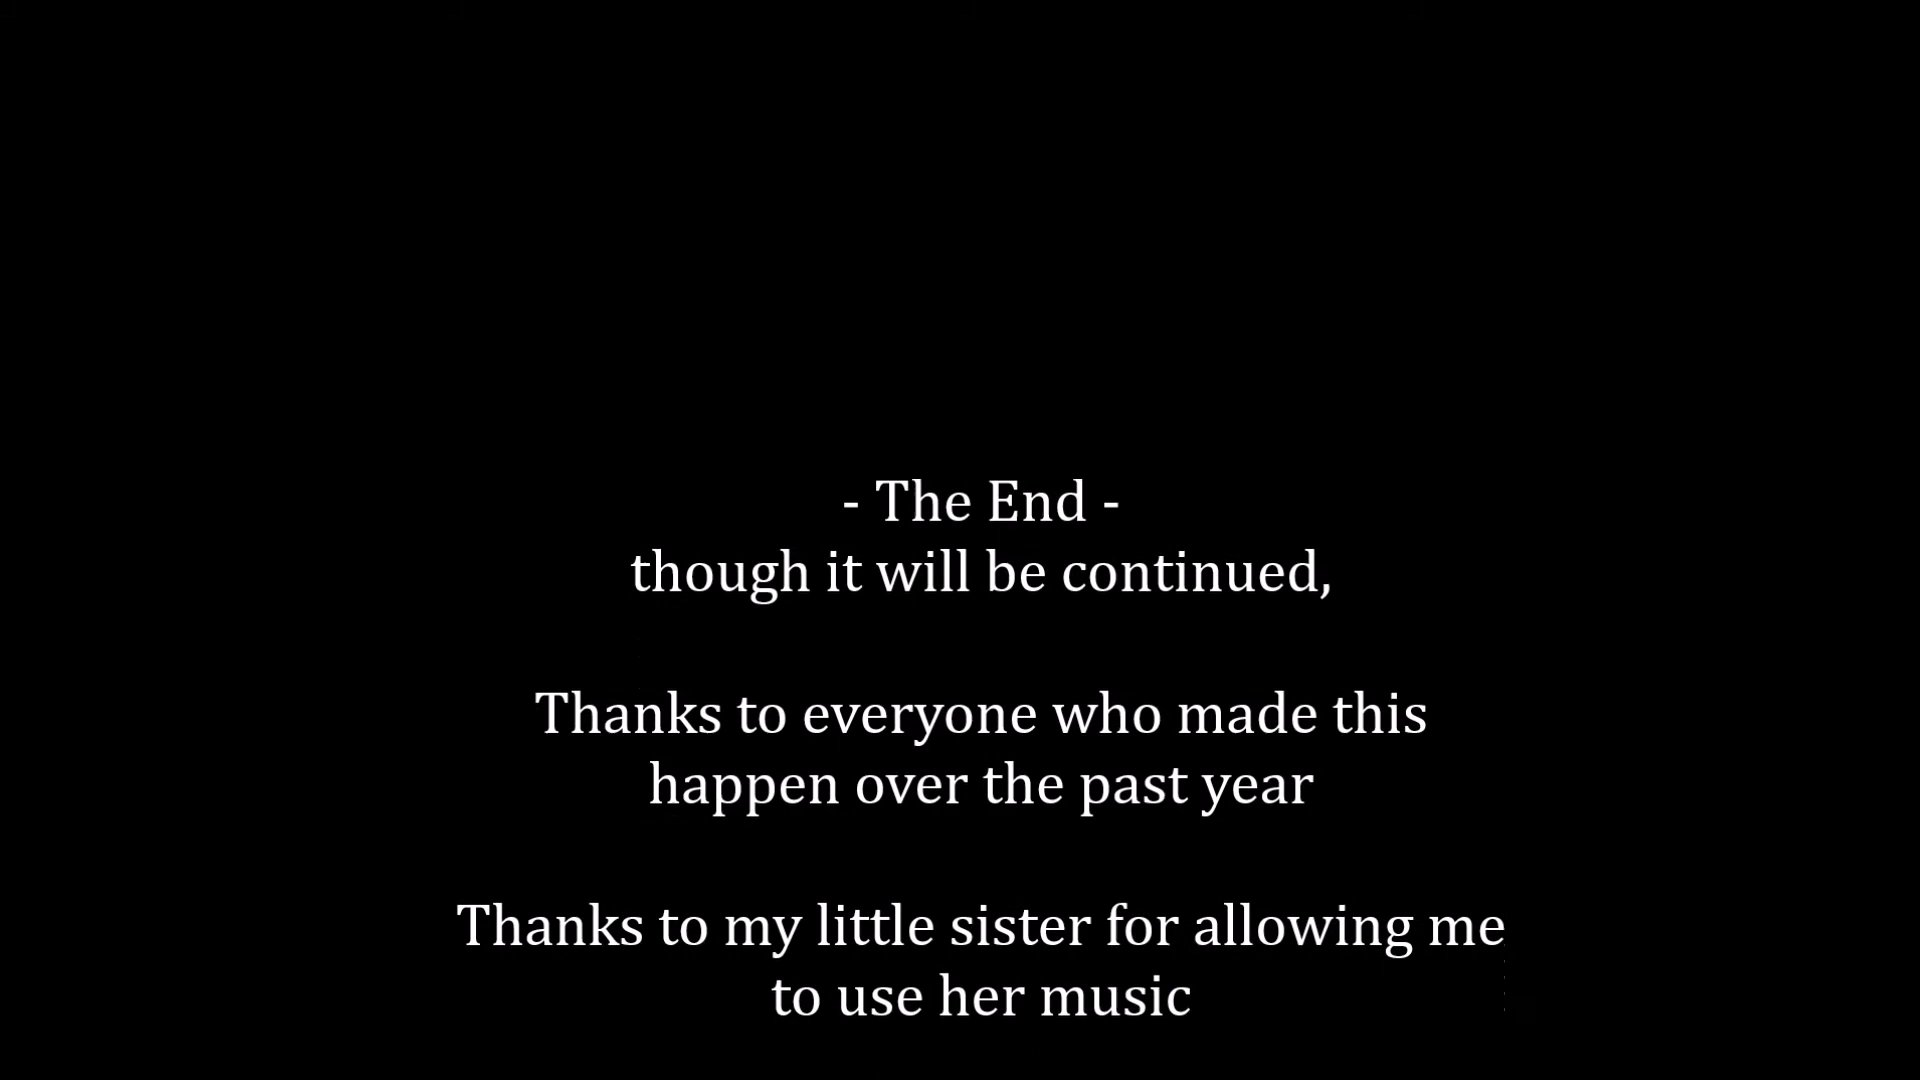 - The End -
though it will be continued,
Thanks to everyone who made this
happen over the past year
Thanks to my little sister for allowing me
to use her music